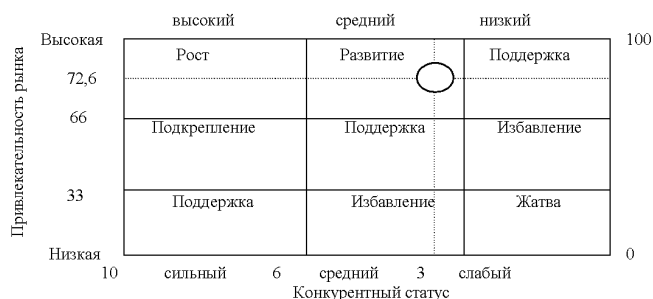 высокий средний низкий
Высокая 100
Рост Развитие Поддержка
72,6
66
Подкрепление Поддержка Избавление
33
Поддержка Избавление Жатва
Низкая 0
10 сильный 6 средний 3 слабый
Конкурентный статус
Привлекательность рынка